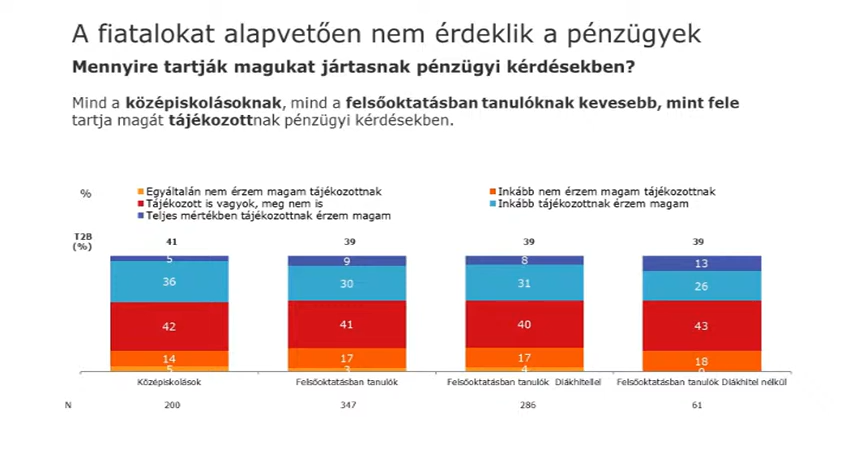 A fiatalokat alapvetően nem érdeklik a pénzügyek
Mennyire tartják magukat jártasnak pénzügyi kérdésekben?
Mind a középiskolásoknak, mind a felsőoktatásban tanulóknak kevesebb, mint fele
tartja magát tájékozottnak pénzügyi kérdésekben.
%
Egyáltalán nem érzem magam tájékozottnak
Inkább nem érzem magam tájékozottnak
Tájékozott is vagyok, meg nem is
Inkább tájékozottnak érzem magam
Teljes mértékben tájékozottnak érzem magam
T2B
(%)
41 39 39 39
5 9 8 13
36 30 31 26
42 41 40 43
14 17 17 18
5 3 4 0
Középiskolások Felsőoktatásban tanulók Felsőoktatásban tanulók Diákhitellel Felsőoktatásban tanulók Diákhitel nélkül
N 200 347 286 61